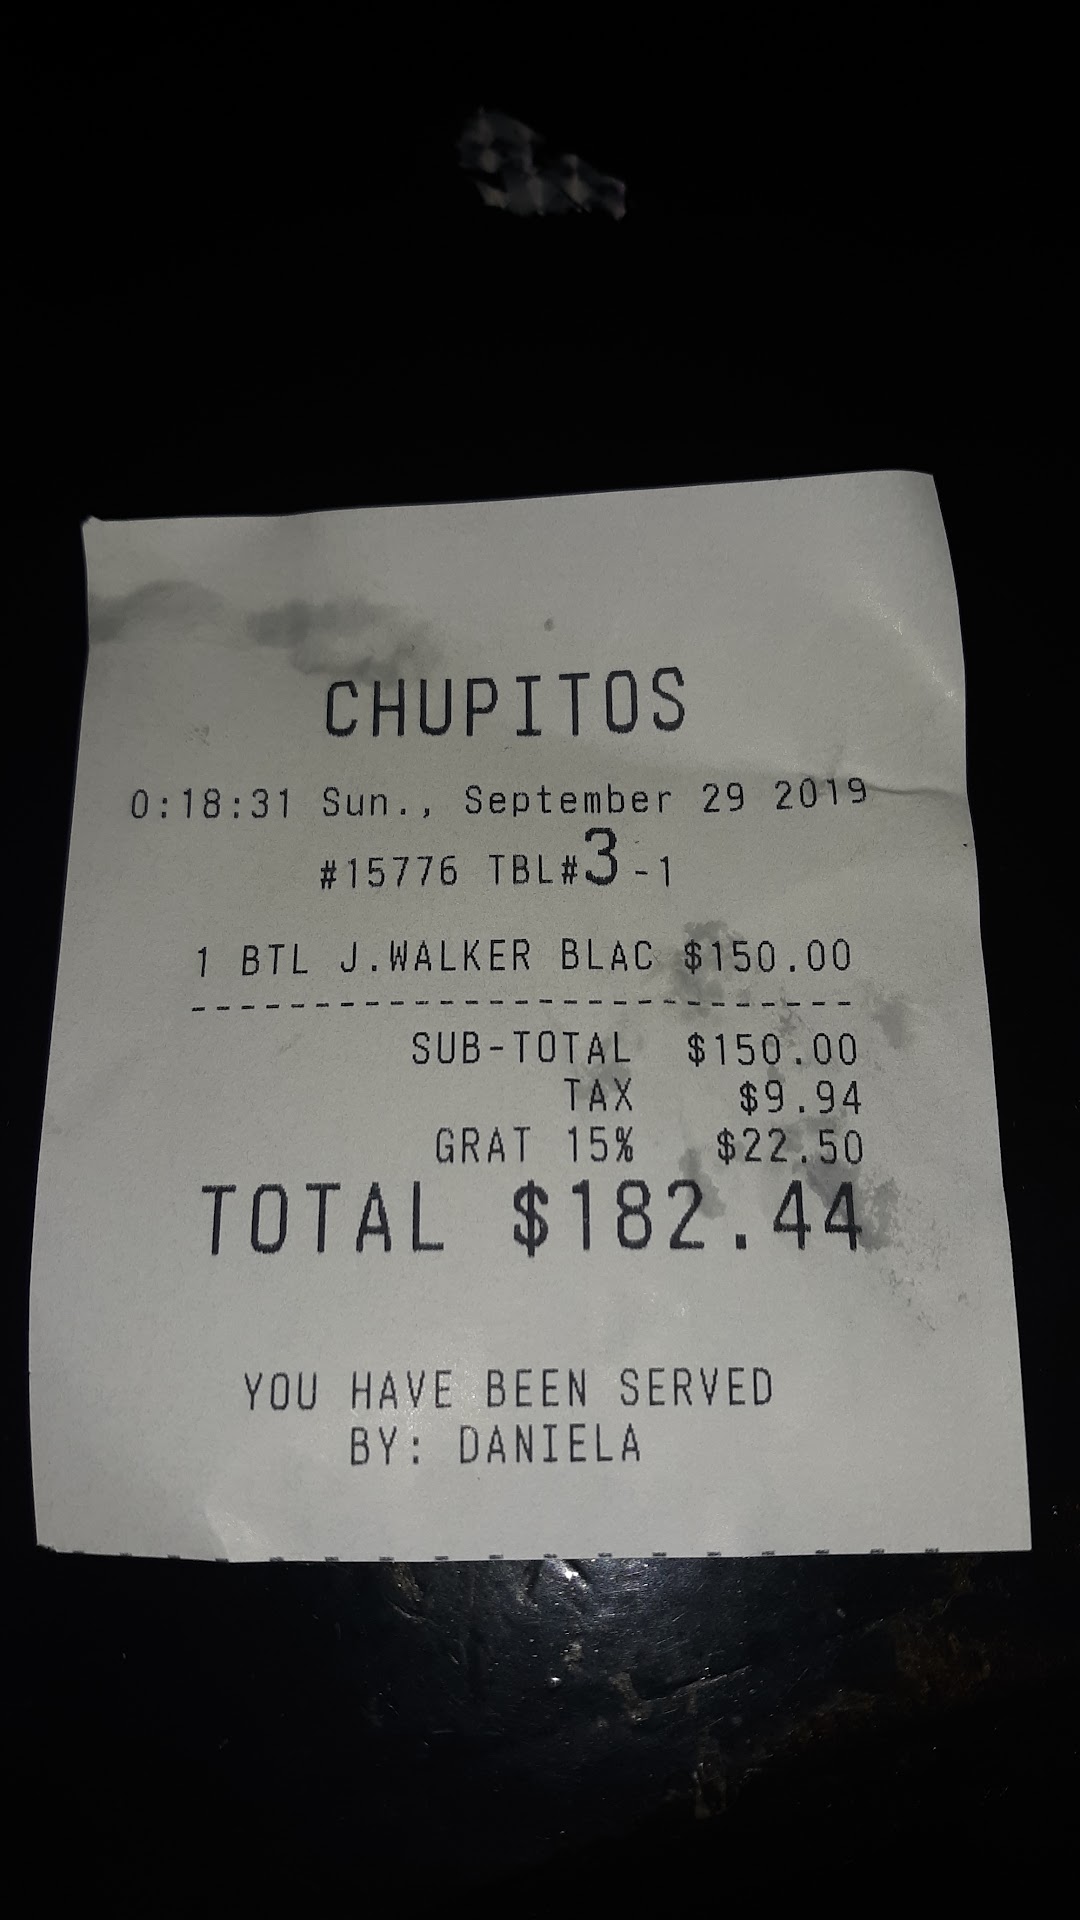 CHUPITOS
0:18:31 Sun., September 29 2019
#15776 TBL#3-1
1 BTL J.WALKER BLAC $150.00
---------------------------
SUB-TOTAL $150.00
TAX $9.94
GRAT 15% $22.50
TOTAL $182.44
YOU HAVE BEEN SERVED
BY: DANIELA